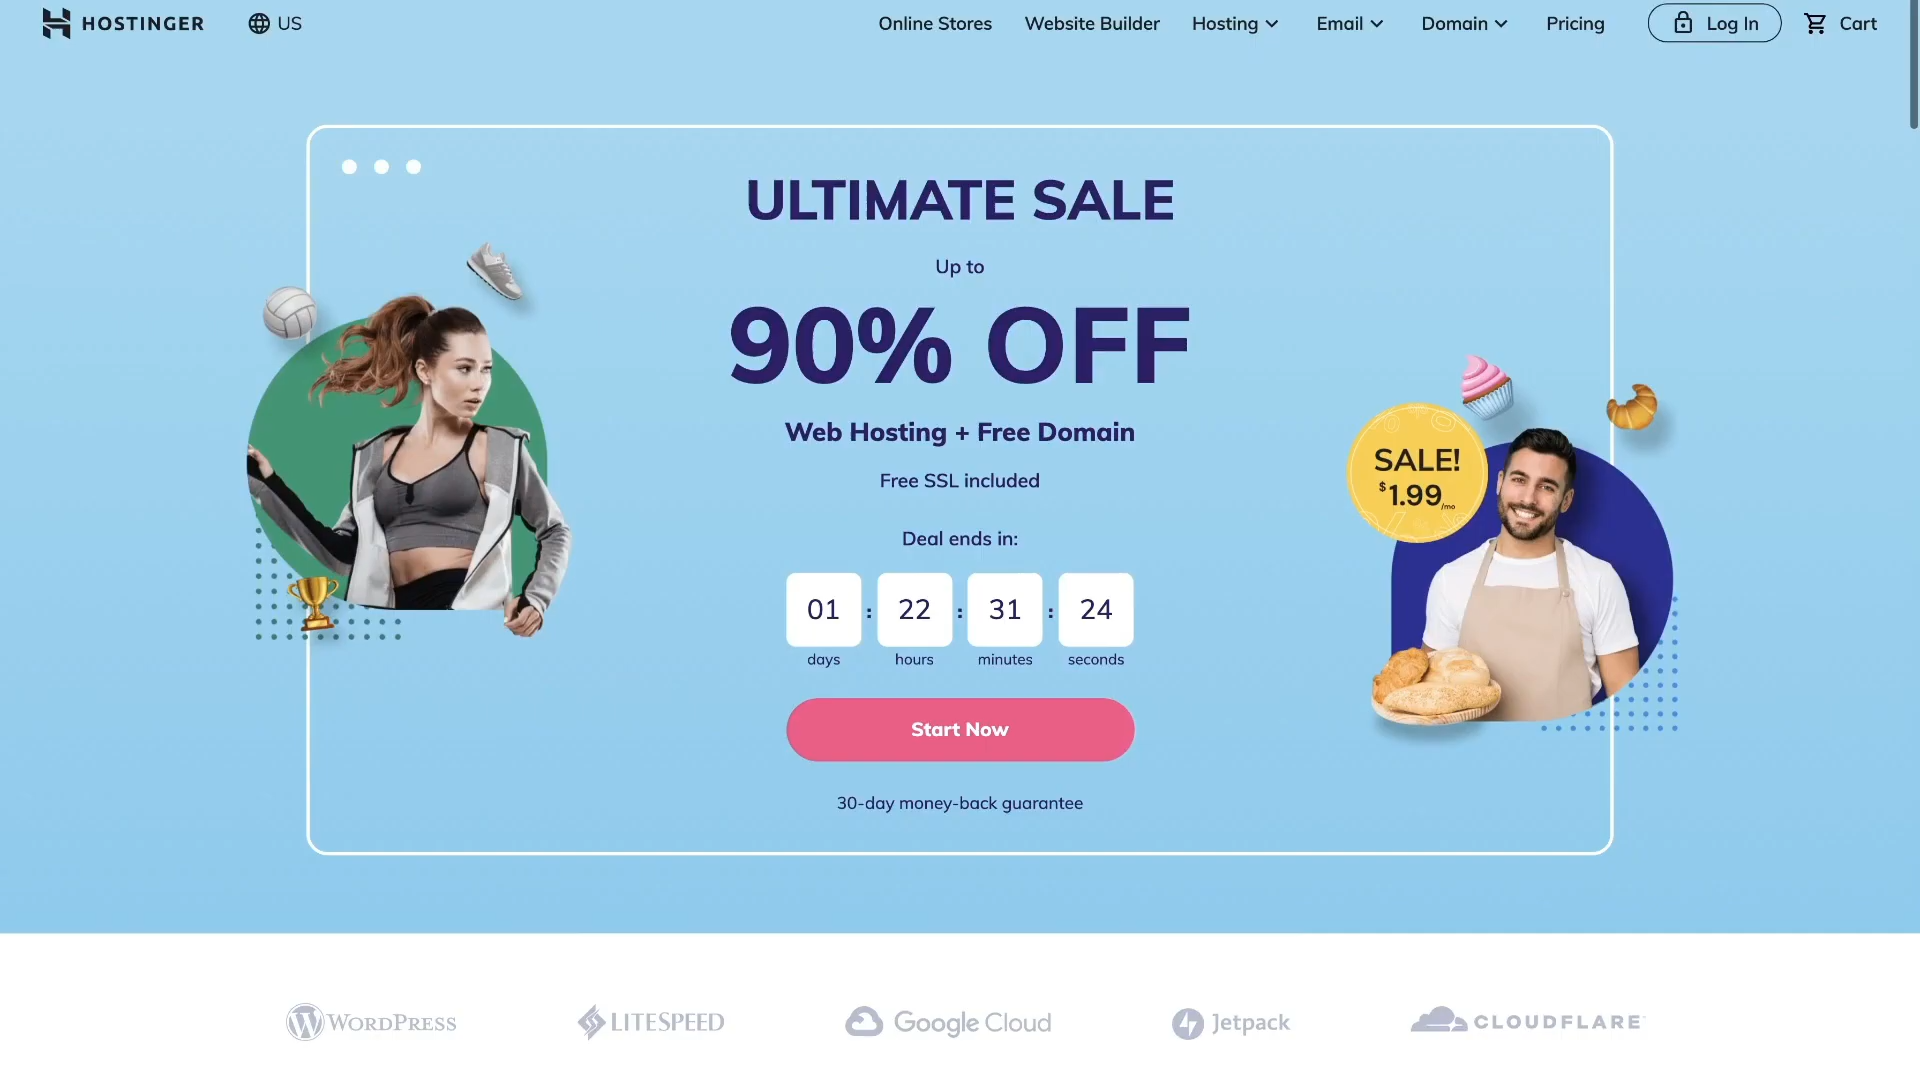 HOSTINGER
US
Online Stores
Website Builder
Hosting
Email
Domain
Pricing
Log In
Cart
ULTIMATE SALE
Up to
90% OFF
Web Hosting + Free Domain
Free SSL included
SALE!
$1.99/mo
Deal ends in:
01 : 22 : 31 : 24
days hours minutes seconds
Start Now
30-day money-back guarantee
WORDPRESS
LITESPEED
Google Cloud
Jetpack
CLOUDFLARE